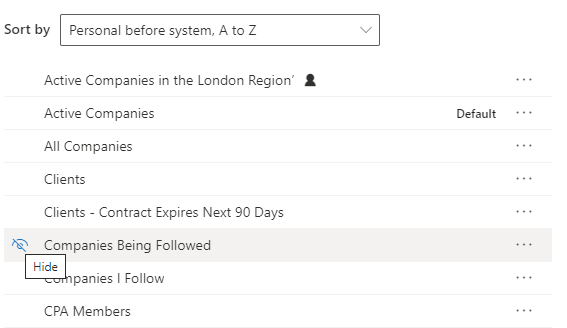 Sort by Personal before system, A to Z
Active Companies in the London Region'
Active Companies Default
All Companies
Clients
Clients - Contract Expires Next 90 Days
Companies Being Followed
Hide
Companies I Follow
CPA Members